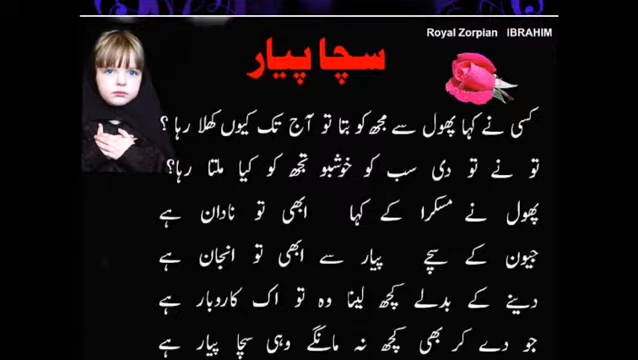 Royal Zorpian IBRAHIM
سچا پیار
کسی نے کہا پھول سے مجھ کو بتا تو آج تک کیوں کھلا رہا ؟
تو نے تو دی سب کو خوشبو تجھ کو کیا ملتا رہا؟
پھول نے مسکرا کے کہا ابھی تو نادان ہے
جیون کے سچے پیار سے ابھی تو انجان ہے
دینے کے بدلے کچھ لینا وہ تو اک کاروبار ہے
جو دے کر بھی کچھ نہ مانگے وہی سچا پیار ہے